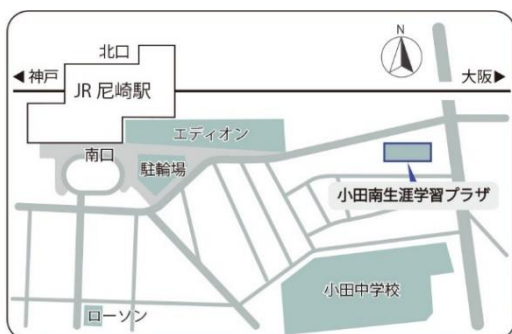 N
北口
◀神戸
JR 尼崎駅
大阪▶
エディオン
南口
駐輪場
小田南生涯学習プラザ
小田中学校
ローソン